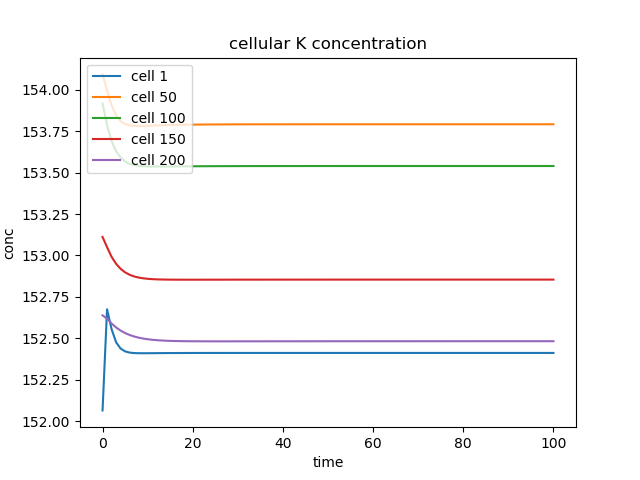 cellular K concentration
cell 1
cell 50
cell 100
cell 150
cell 200
154.00
153.75
153.50
153.25
153.00
152.75
152.50
152.25
152.00
conc
0 20 40 60 80 100
time